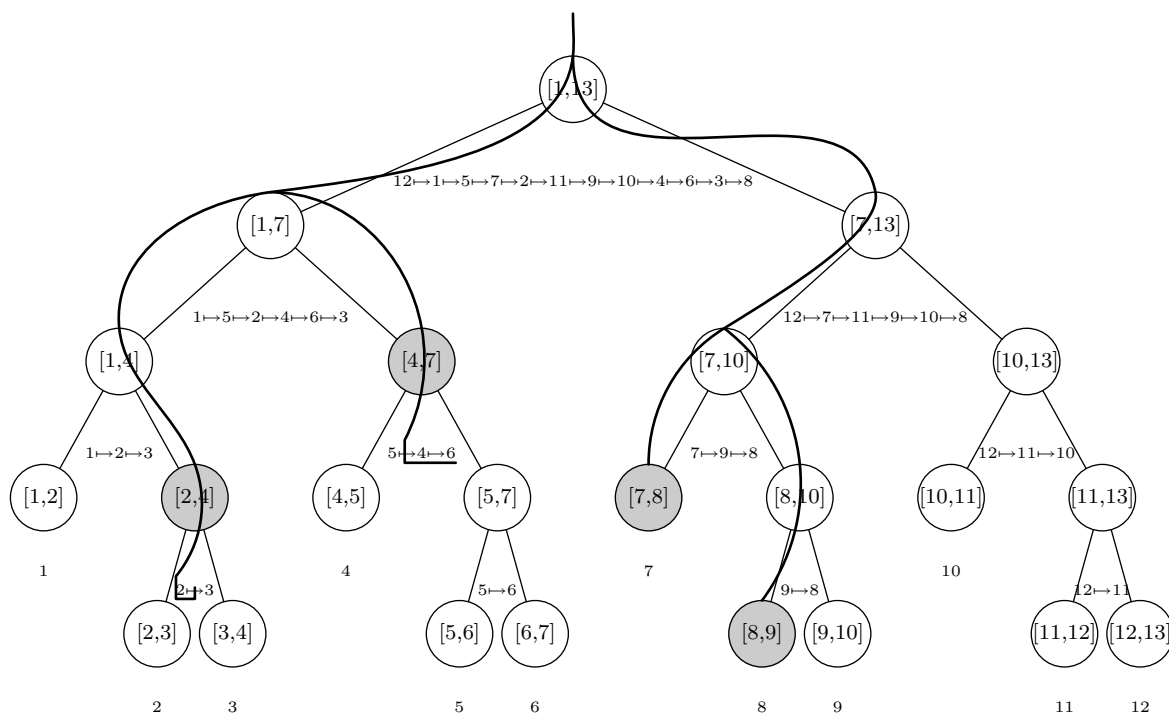 [1,13]
12↦1↦5↦7↦2↦11↦9↦10↦4↦6↦3↦8
[1,7] [7,13]
1↦5↦2↦4↦6↦3 12↦7↦11↦9↦10↦8
[1,4] [4,7] [7,10] [10,13]
1↦2↦3 5↦4↦6 7↦9↦8 12↦11↦10
[1,2] [2,4] [4,5] [5,7] [7,8] [8,10] [10,11] [11,13]
1 4 7 10
2↦3 5↦6 9↦8 12↦11
[2,3] [3,4] [5,6] [6,7] [8,9] [9,10] [11,12] [12,13]
2 3 5 6 8 9 11 12